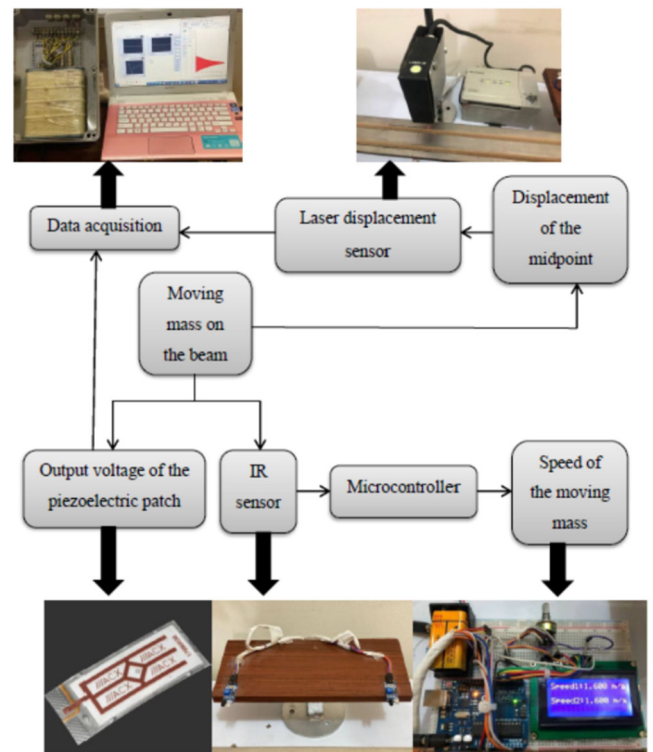 Data acquisition
Laser displacement
sensor
Displacement
of the
midpoint
Moving
mass on
the beam
Output voltage of the
piezoelectric patch
IR
sensor
Microcontroller
Speed of
the moving
mass
Speed1:1.600 m/s
Speed2:1.600 m/s